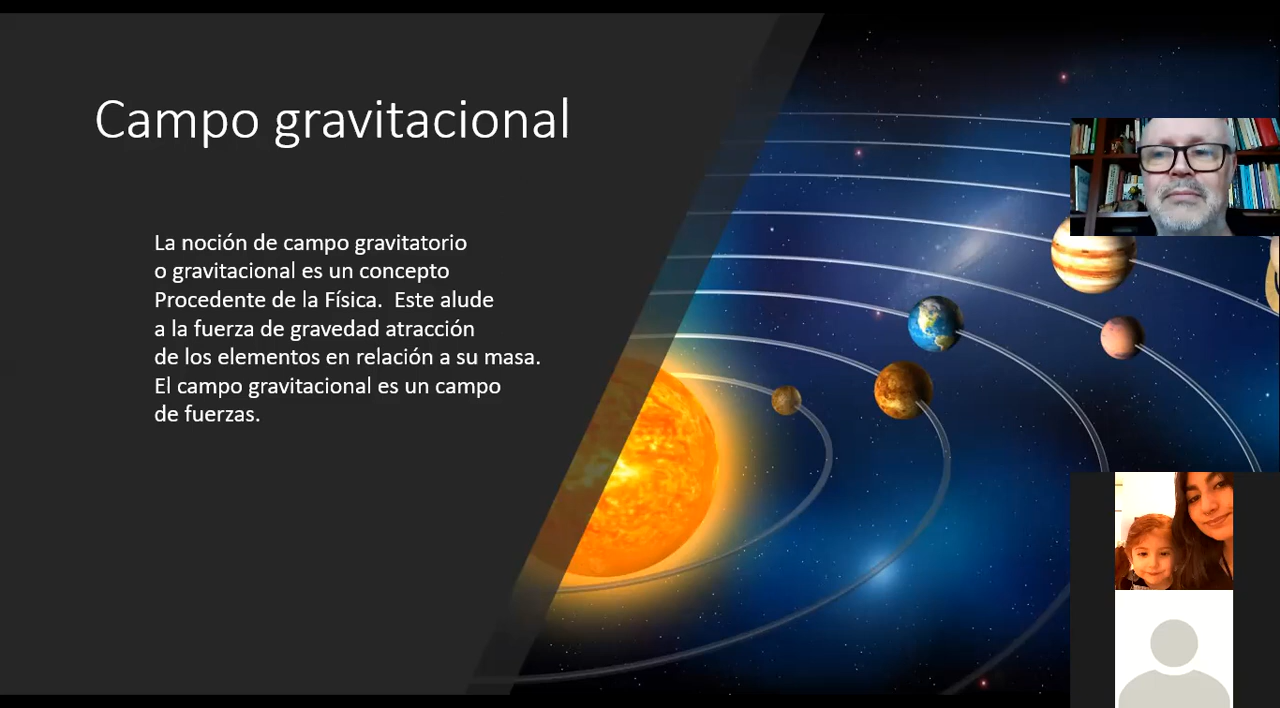 Campo gravitacional
La noción de campo gravitatorio
o gravitacional es un concepto
Procedente de la Física.  Este alude
a la fuerza de gravedad atracción
de los elementos en relación a su masa.
El campo gravitacional es un campo
de fuerzas.